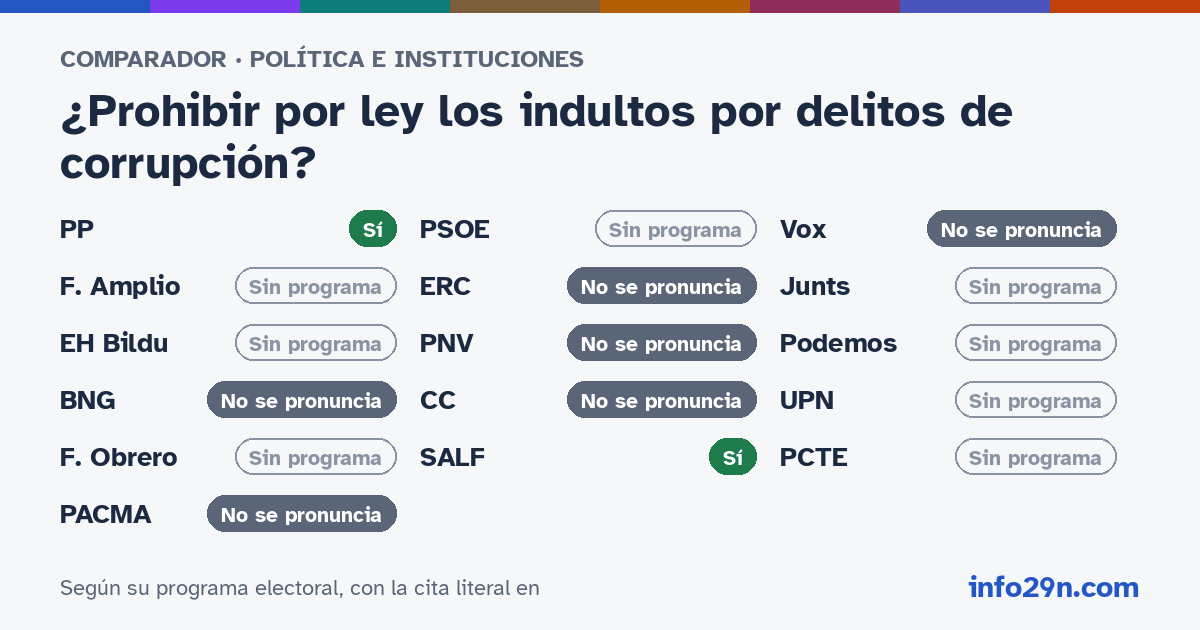 COMPARADOR · POLÍTICA E INSTITUCIONES
¿Prohibir por ley los indultos por delitos de
corrupción?
PP Sí PSOE Sin programa Vox No se pronuncia
F. Amplio Sin programa ERC No se pronuncia Junts Sin programa
EH Bildu Sin programa PNV No se pronuncia Podemos Sin programa
BNG No se pronuncia CC No se pronuncia UPN Sin programa
F. Obrero Sin programa SALF Sí PCTE Sin programa
PACMA No se pronuncia
Según su programa electoral, con la cita literal en info29n.com